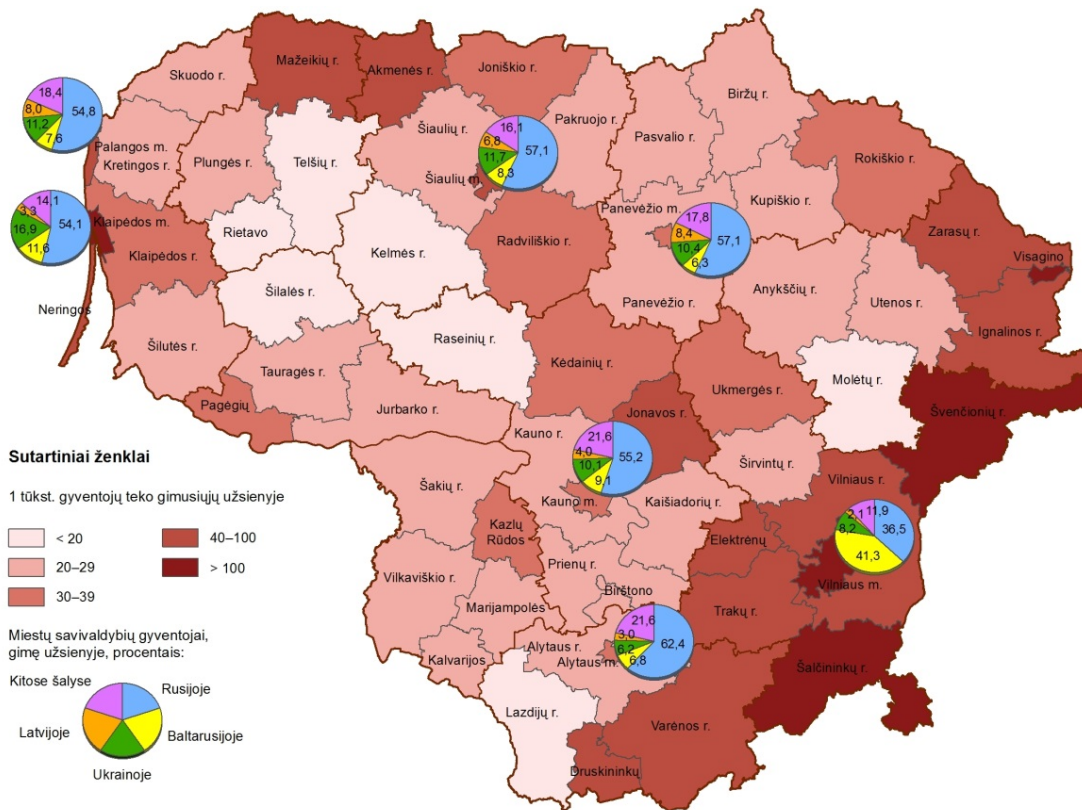 Skuodo r.
Mažeikių r.
Akmenės r.
Joniškio r.
Biržų r.
Pakruojo r.
Pasvalio r.
Rokiškio r.
Šiaulių r.
Šiaulių m.
Palangos m.
Kretingos r.
Plungės r.
Telšių r.
Kupiškio r.
Panevėžio m.
Klaipėdos m.
Klaipėdos r.
Rietavo
Kelmės r.
Radviliškio r.
Zarasų r.
Visagino
Neringos
Šilalės r.
Panevėžio r.
Anykščių r.
Utenos r.
Ignalinos r.
Šilutės r.
Raseinių r.
Tauragės r.
Kėdainių r.
Ukmergės r.
Molėtų r.
Pagėgių
Jurbarko r.
Jonavos r.
Švenčionių r.
Kauno r.
Širvintų r.
Vilniaus r.
Šakių r.
Kauno m.
Kaišiadorių r.
Kazlų
Rūdos
Elektrėnų
Vilkaviškio r.
Prienų r.
Birštono
Vilniaus m.
Marijampolės
Trakų r.
Kalvarijos
Alytaus r.
Alytaus m.
Šalčininkų r.
Lazdijų r.
Varėnos r.
Druskininkų
18,4
8,0
54,8
11,2
7,6
14,1
3,3
54,1
16,9
11,6
16,1
6,8
57,1
11,7
8,3
17,8
8,4
57,1
10,4
6,3
21,6
4,0
55,2
10,1
9,1
2,1
11,9
8,2
36,5
41,3
21,6
3,0
62,4
6,2
6,8
Sutartiniai ženklai
1 tūkst. gyventojų teko gimusiųjų užsienyje
< 20
40–100
20–29
> 100
30–39
Miestų savivaldybių gyventojai,
gimę užsienyje, procentais:
Kitose šalyse
Rusijoje
Latvijoje
Baltarusijoje
Ukrainoje